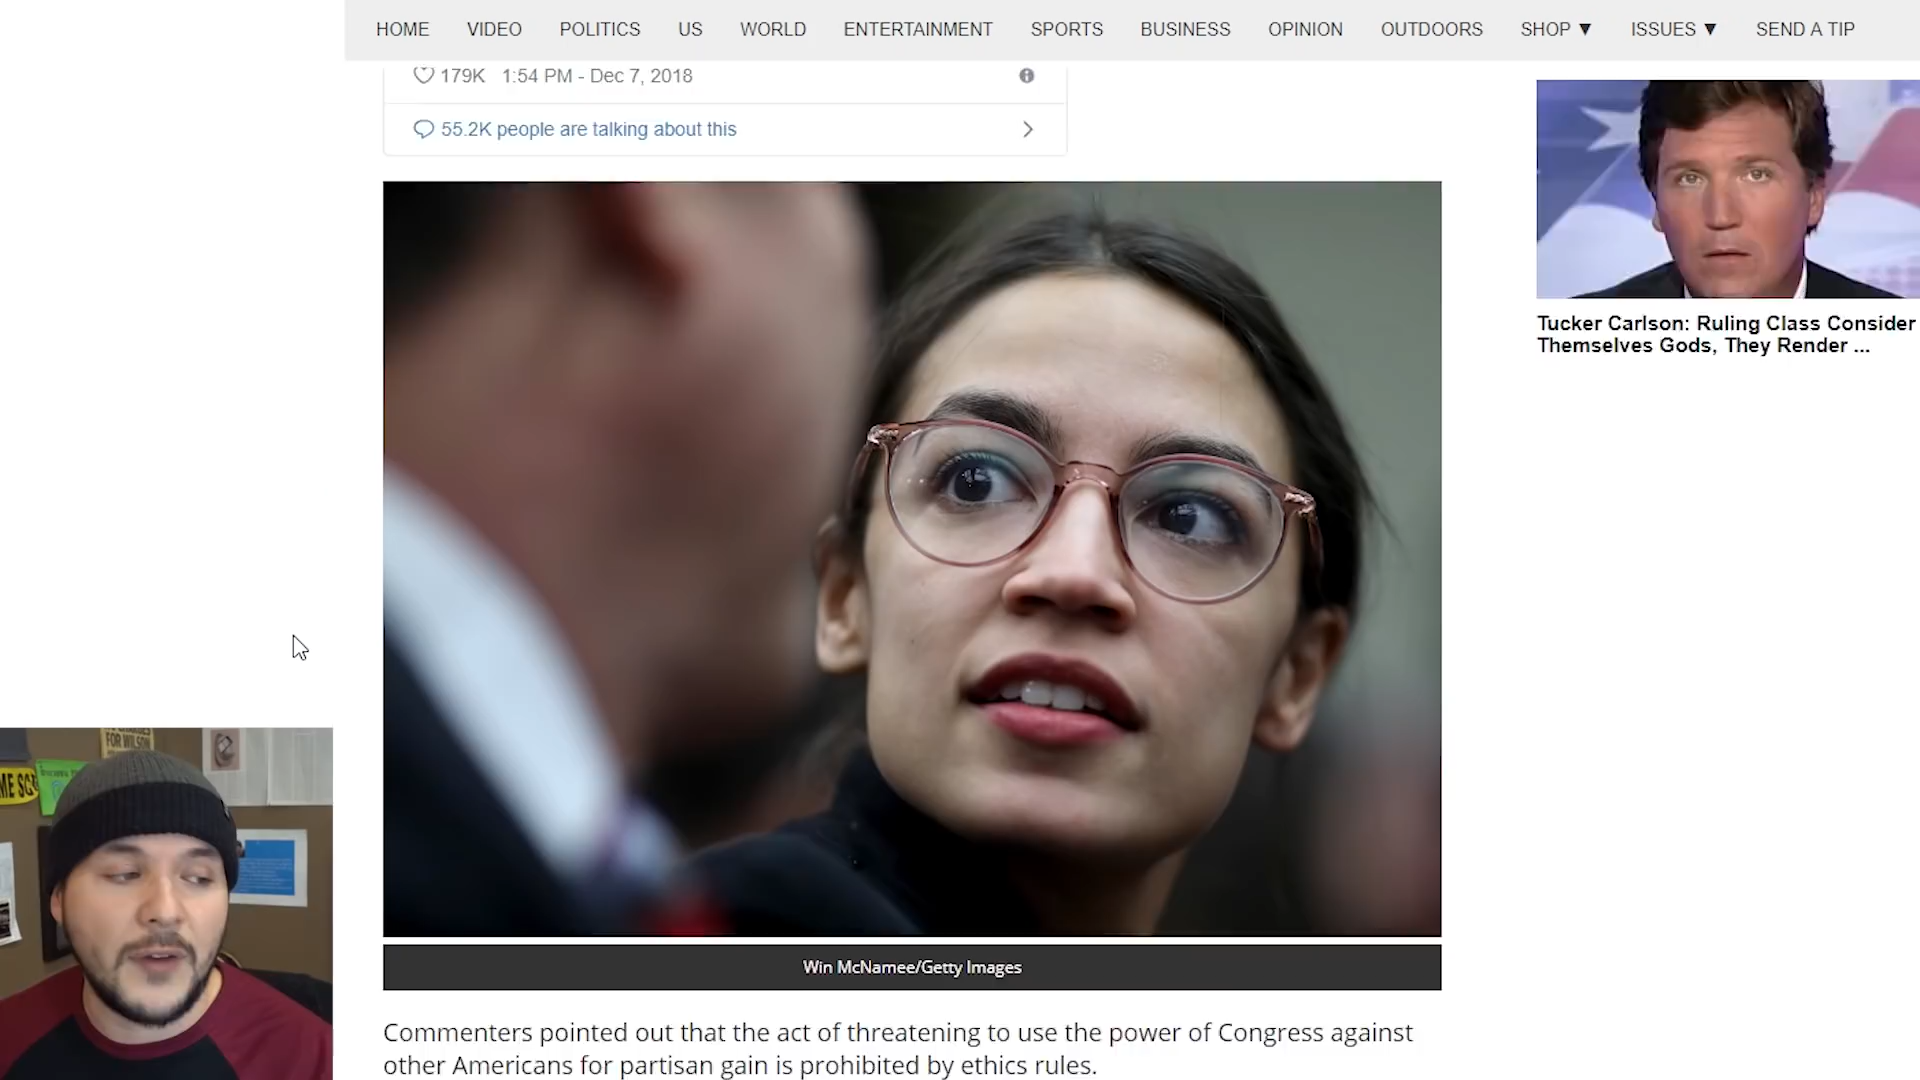 HOME VIDEO POLITICS US WORLD ENTERTAINMENT SPORTS BUSINESS OPINION OUTDOORS SHOP ▼ ISSUES ▼ SEND A TIP
179K 1:54 PM - Dec 7, 2018
55.2K people are talking about this
Tucker Carlson: Ruling Class Consider
Themselves Gods, They Render ...
FOR WILSON
Win McNamee/Getty Images
Commenters pointed out that the act of threatening to use the power of Congress against
other Americans for partisan gain is prohibited by ethics rules.